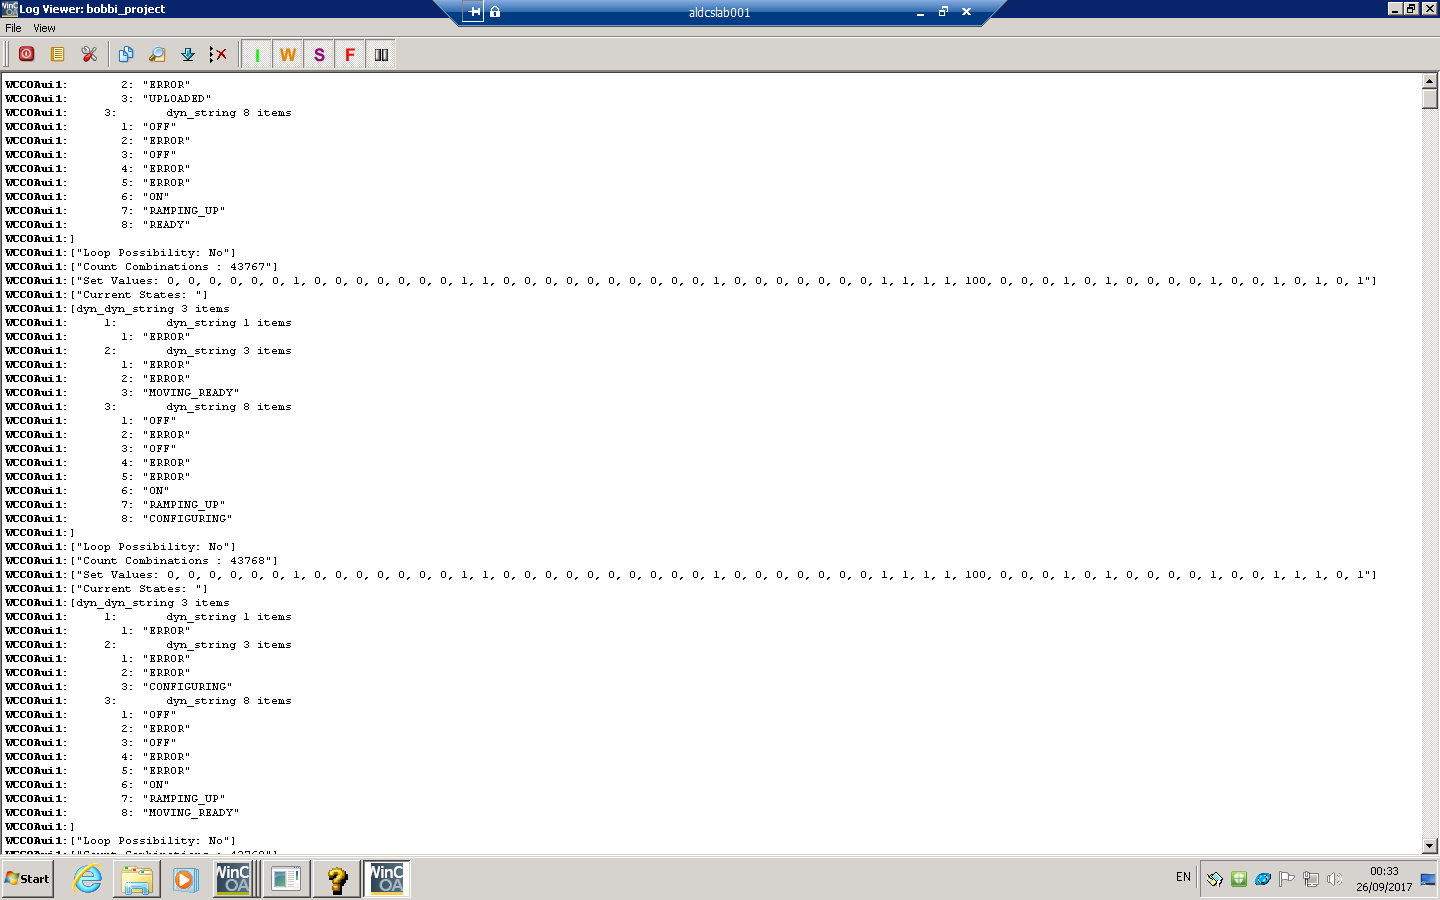 Log Viewer: bobbi_project
aldcslab001
File View
I W S F
WCCOAui1: 2: "ERROR"
WCCOAui1: 3: "UPLOADED"
WCCOAui1: 3: dyn_string 8 items
WCCOAui1: 1: "OFF"
WCCOAui1: 2: "ERROR"
WCCOAui1: 3: "OFF"
WCCOAui1: 4: "ERROR"
WCCOAui1: 5: "ERROR"
WCCOAui1: 6: "ON"
WCCOAui1: 7: "RAMPING_UP"
WCCOAui1: 8: "READY"
WCCOAui1:]
WCCOAui1:["Loop Possibility: No"]
WCCOAui1:["Count Combinations : 43767"]
WCCOAui1:["Set Values: 0, 0, 0, 0, 0, 0, 1, 0, 0, 0, 0, 0, 0, 0, 1, 1, 0, 0, 0, 0, 0, 0, 0, 0, 0, 0, 1, 0, 0, 0, 0, 0, 0, 0, 1, 1, 1, 1, 100, 0, 0, 0, 1, 0, 1, 0, 0, 0, 0, 1, 0, 0, 1, 0, 1, 0, 1"]
WCCOAui1:["Current States: "]
WCCOAui1:[dyn_dyn_string 3 items
WCCOAui1: 1: dyn_string 1 items
WCCOAui1: 1: "ERROR"
WCCOAui1: 2: dyn_string 3 items
WCCOAui1: 1: "ERROR"
WCCOAui1: 2: "ERROR"
WCCOAui1: 3: "MOVING_READY"
WCCOAui1: 3: dyn_string 8 items
WCCOAui1: 1: "OFF"
WCCOAui1: 2: "ERROR"
WCCOAui1: 3: "OFF"
WCCOAui1: 4: "ERROR"
WCCOAui1: 5: "ERROR"
WCCOAui1: 6: "ON"
WCCOAui1: 7: "RAMPING_UP"
WCCOAui1: 8: "CONFIGURING"
WCCOAui1:]
WCCOAui1:["Loop Possibility: No"]
WCCOAui1:["Count Combinations : 43768"]
WCCOAui1:["Set Values: 0, 0, 0, 0, 0, 0, 1, 0, 0, 0, 0, 0, 0, 0, 1, 1, 0, 0, 0, 0, 0, 0, 0, 0, 0, 0, 1, 0, 0, 0, 0, 0, 0, 0, 1, 1, 1, 1, 100, 0, 0, 0, 1, 0, 1, 0, 0, 0, 0, 1, 0, 0, 1, 1, 1, 0, 1"]
WCCOAui1:["Current States: "]
WCCOAui1:[dyn_dyn_string 3 items
WCCOAui1: 1: dyn_string 1 items
WCCOAui1: 1: "ERROR"
WCCOAui1: 2: dyn_string 3 items
WCCOAui1: 1: "ERROR"
WCCOAui1: 2: "ERROR"
WCCOAui1: 3: "CONFIGURING"
WCCOAui1: 3: dyn_string 8 items
WCCOAui1: 1: "OFF"
WCCOAui1: 2: "ERROR"
WCCOAui1: 3: "OFF"
WCCOAui1: 4: "ERROR"
WCCOAui1: 5: "ERROR"
WCCOAui1: 6: "ON"
WCCOAui1: 7: "RAMPING_UP"
WCCOAui1: 8: "MOVING_READY"
WCCOAui1:]
WCCOAui1:["Loop Possibility: No"]
WCCOAui1:["Count Combinations : 43769"]
Start
WinC OA
WinC OA
EN
00:33
26/09/2017